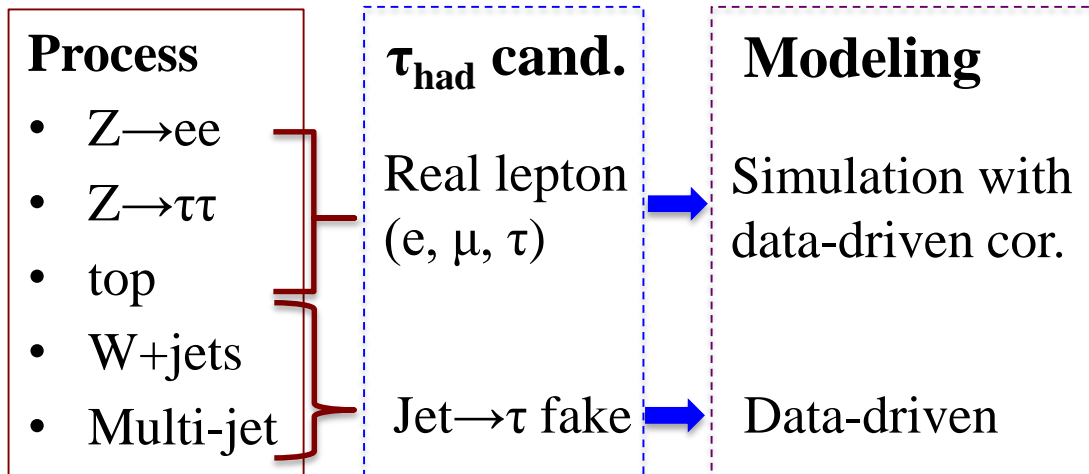 Process
• Z→ee
• Z→ττ
• top
• W+jets
• Multi-jet
τhad cand.
Real lepton
(e, μ, τ)
Jet→τ fake
Modeling
Simulation with
data-driven cor.
Data-driven